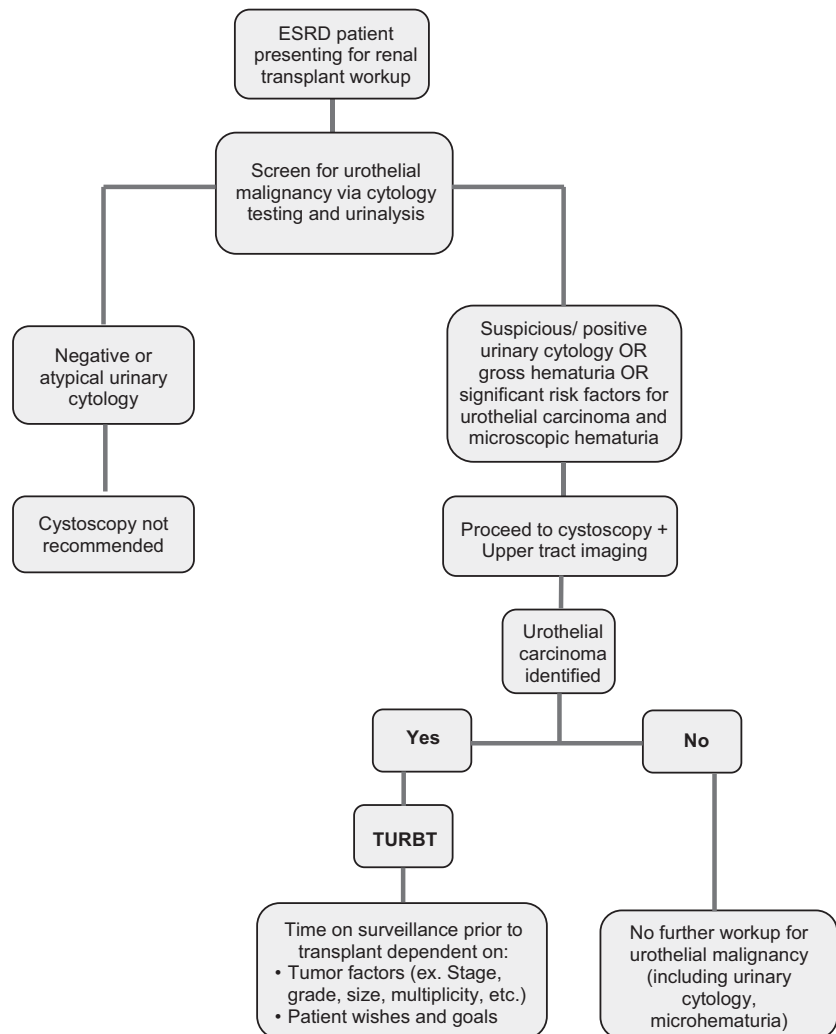 ESRD patient
presenting for renal
transplant workup
Screen for urothelial
malignancy via cytology
testing and urinalysis
Negative or
atypical urinary
cytology
Cystoscopy not
recommended
Suspicious/ positive
urinary cytology OR
gross hematuria OR
significant risk factors for
urothelial carcinoma and
microscopic hematuria
Proceed to cystoscopy +
Upper tract imaging
Urothelial
carcinoma
identified
Yes
No
TURBT
Time on surveillance prior to
transplant dependent on:
• Tumor factors (ex. Stage,
grade, size, multiplicity, etc.)
• Patient wishes and goals
No further workup for
urothelial malignancy
(including urinary
cytology,
microhematuria)